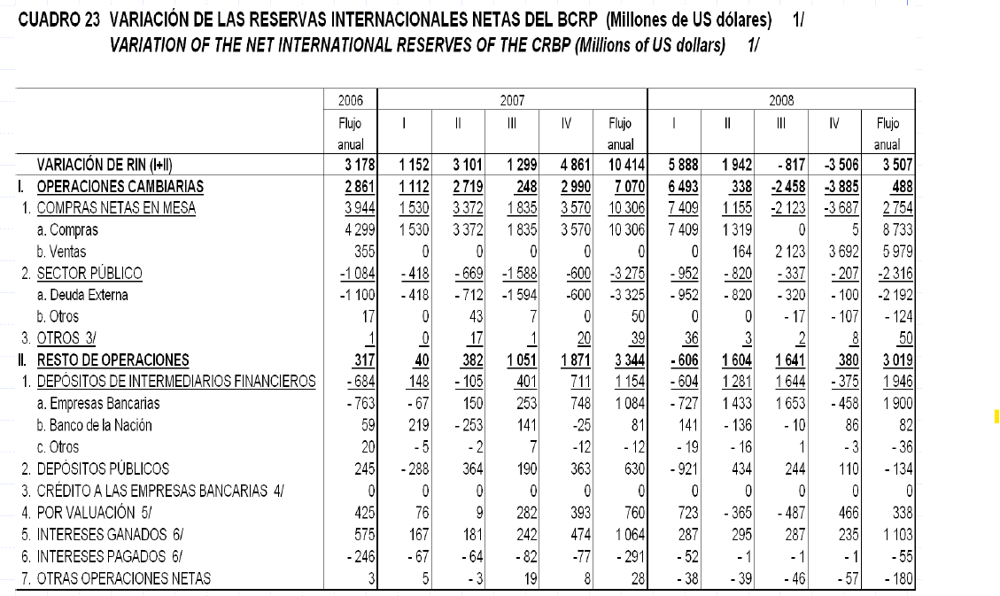 CUADRO 23 VARIACIÓN DE LAS RESERVAS INTERNACIONALES NETAS DEL BCRP (Millones de US dólares) 1/
VARIATION OF THE NET INTERNATIONAL RESERVES OF THE CRBP (Millions of US dollars) 1/
2006 2007 2008
Flujo I II III IV Flujo I II III IV Flujo
anual anual anual
VARIACIÓN DE RIN (I+II) 3 178 1 152 3 101 1 299 4 861 10 414 5 888 1 942 - 817 -3 506 3 507
I. OPERACIONES CAMBIARIAS 2 861 1 112 2 719 248 2 990 7 070 6 493 338 -2 458 -3 885 488
1. COMPRAS NETAS EN MESA 3 944 1 530 3 372 1 835 3 570 10 306 7 409 1 155 -2 123 -3 687 2 754
a. Compras 4 299 1 530 3 372 1 835 3 570 10 306 7 409 1 319 0 5 8 733
b. Ventas 355 0 0 0 0 0 0 164 2 123 3 692 5 979
2. SECTOR PÚBLICO -1 084 - 418 - 669 -1 588 -600 -3 275 - 952 - 820 - 337 - 207 -2 316
a. Deuda Externa -1 100 - 418 - 712 -1 594 -600 -3 325 - 952 - 820 - 320 - 100 -2 192
b. Otros 17 0 43 7 0 50 0 0 - 17 - 107 - 124
3. OTROS 3/ 1 0 17 1 20 39 36 3 2 8 50
II. RESTO DE OPERACIONES 317 40 382 1 051 1 871 3 344 - 606 1 604 1 641 380 3 019
1. DEPÓSITOS DE INTERMEDIARIOS FINANCIEROS - 684 148 - 105 401 711 1 154 - 604 1 281 1 644 - 375 1 946
a. Empresas Bancarias - 763 - 67 150 253 748 1 084 - 727 1 433 1 653 - 458 1 900
b. Banco de la Nación 59 219 - 253 141 -25 81 141 - 136 - 10 86 82
c. Otros 20 - 5 - 2 7 -12 - 12 - 19 - 16 1 - 3 - 36
2. DEPÓSITOS PÚBLICOS 245 - 288 364 190 363 630 - 921 434 244 110 - 134
3. CRÉDITO A LAS EMPRESAS BANCARIAS 4/ 0 0 0 0 0 0 0 0 0 0 0
4. POR VALUACIÓN 5/ 425 76 9 282 393 760 723 - 365 - 487 466 338
5. INTERESES GANADOS 6/ 575 167 181 242 474 1 064 287 295 287 235 1 103
6. INTERESES PAGADOS 6/ - 246 - 67 - 64 - 82 -77 - 291 - 52 - 1 - 1 - 1 - 55
7. OTRAS OPERACIONES NETAS 3 5 - 3 19 8 28 - 38 - 39 - 46 - 57 - 180